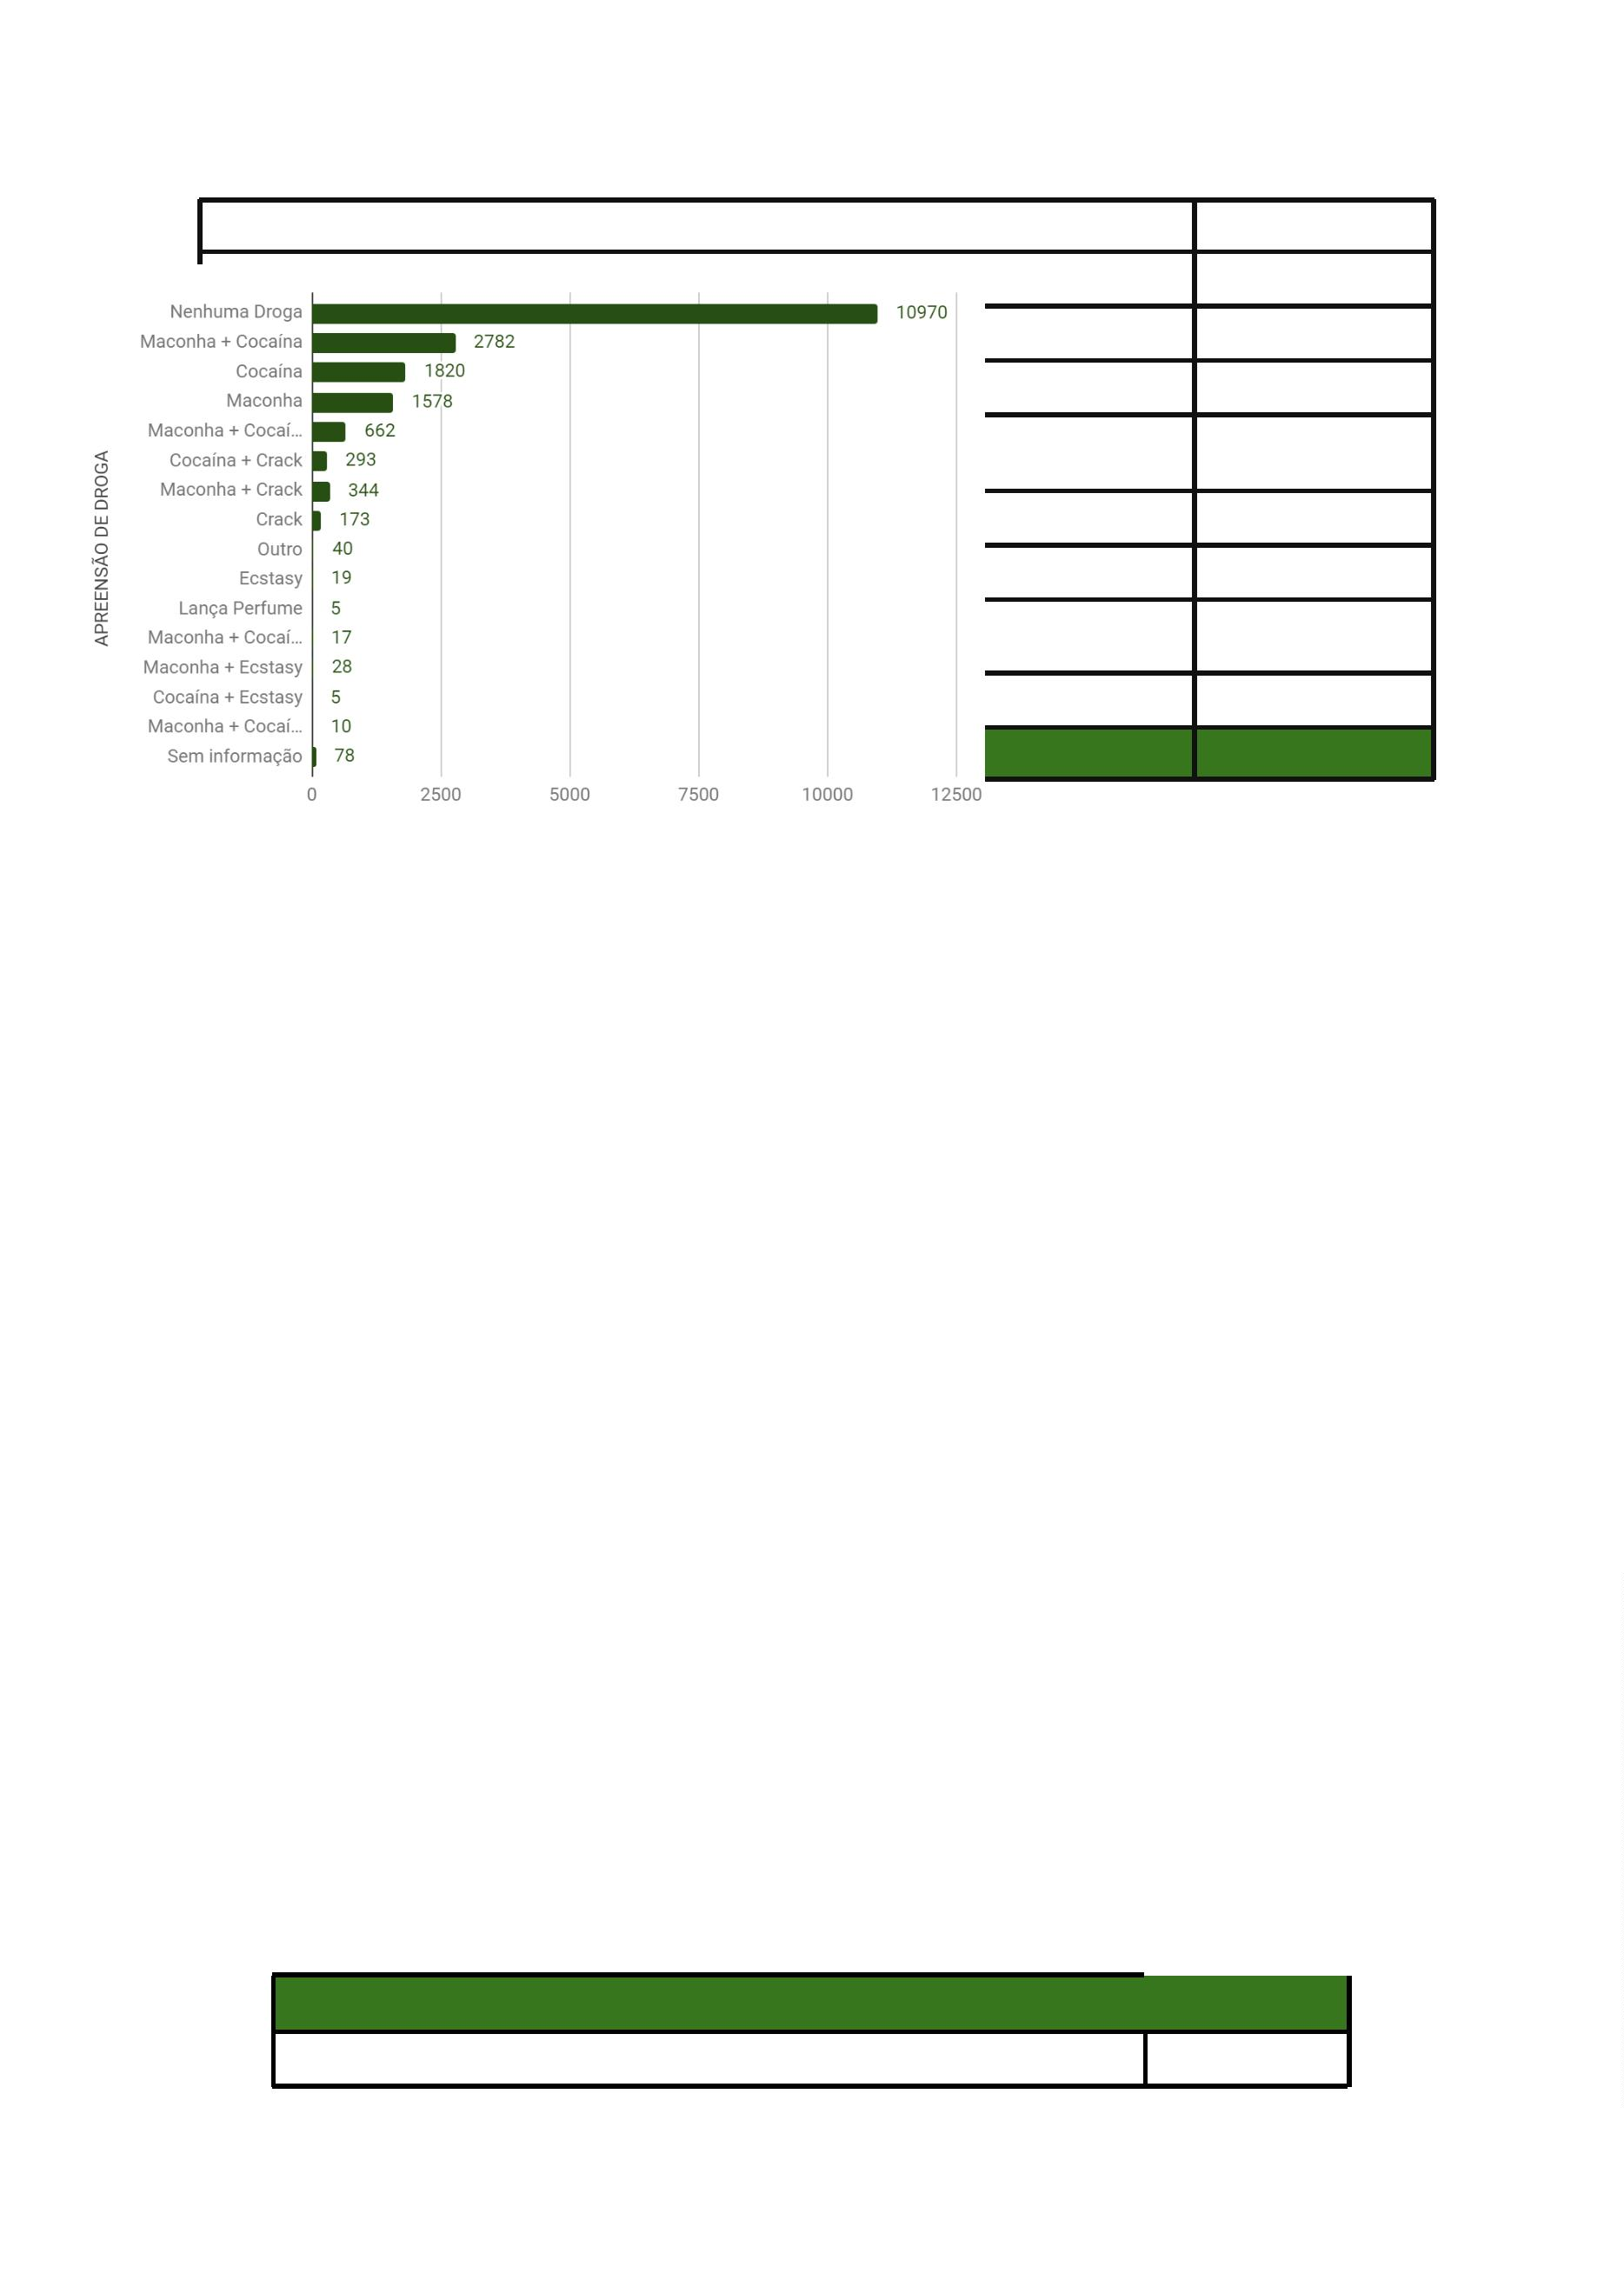 APREENSÃO DE DROGA
Nenhuma Droga 10970
Maconha + Cocaína 2782
Cocaína 1820
Maconha 1578
Maconha + Cocaí... 662
Cocaína + Crack 293
Maconha + Crack 344
Crack 173
Outro 40
Ecstasy 19
Lança Perfume 5
Maconha + Cocaí... 17
Maconha + Ecstasy 28
Cocaína + Ecstasy 5
Maconha + Cocaí... 10
Sem informação 78
0 2500 5000 7500 10000 12500